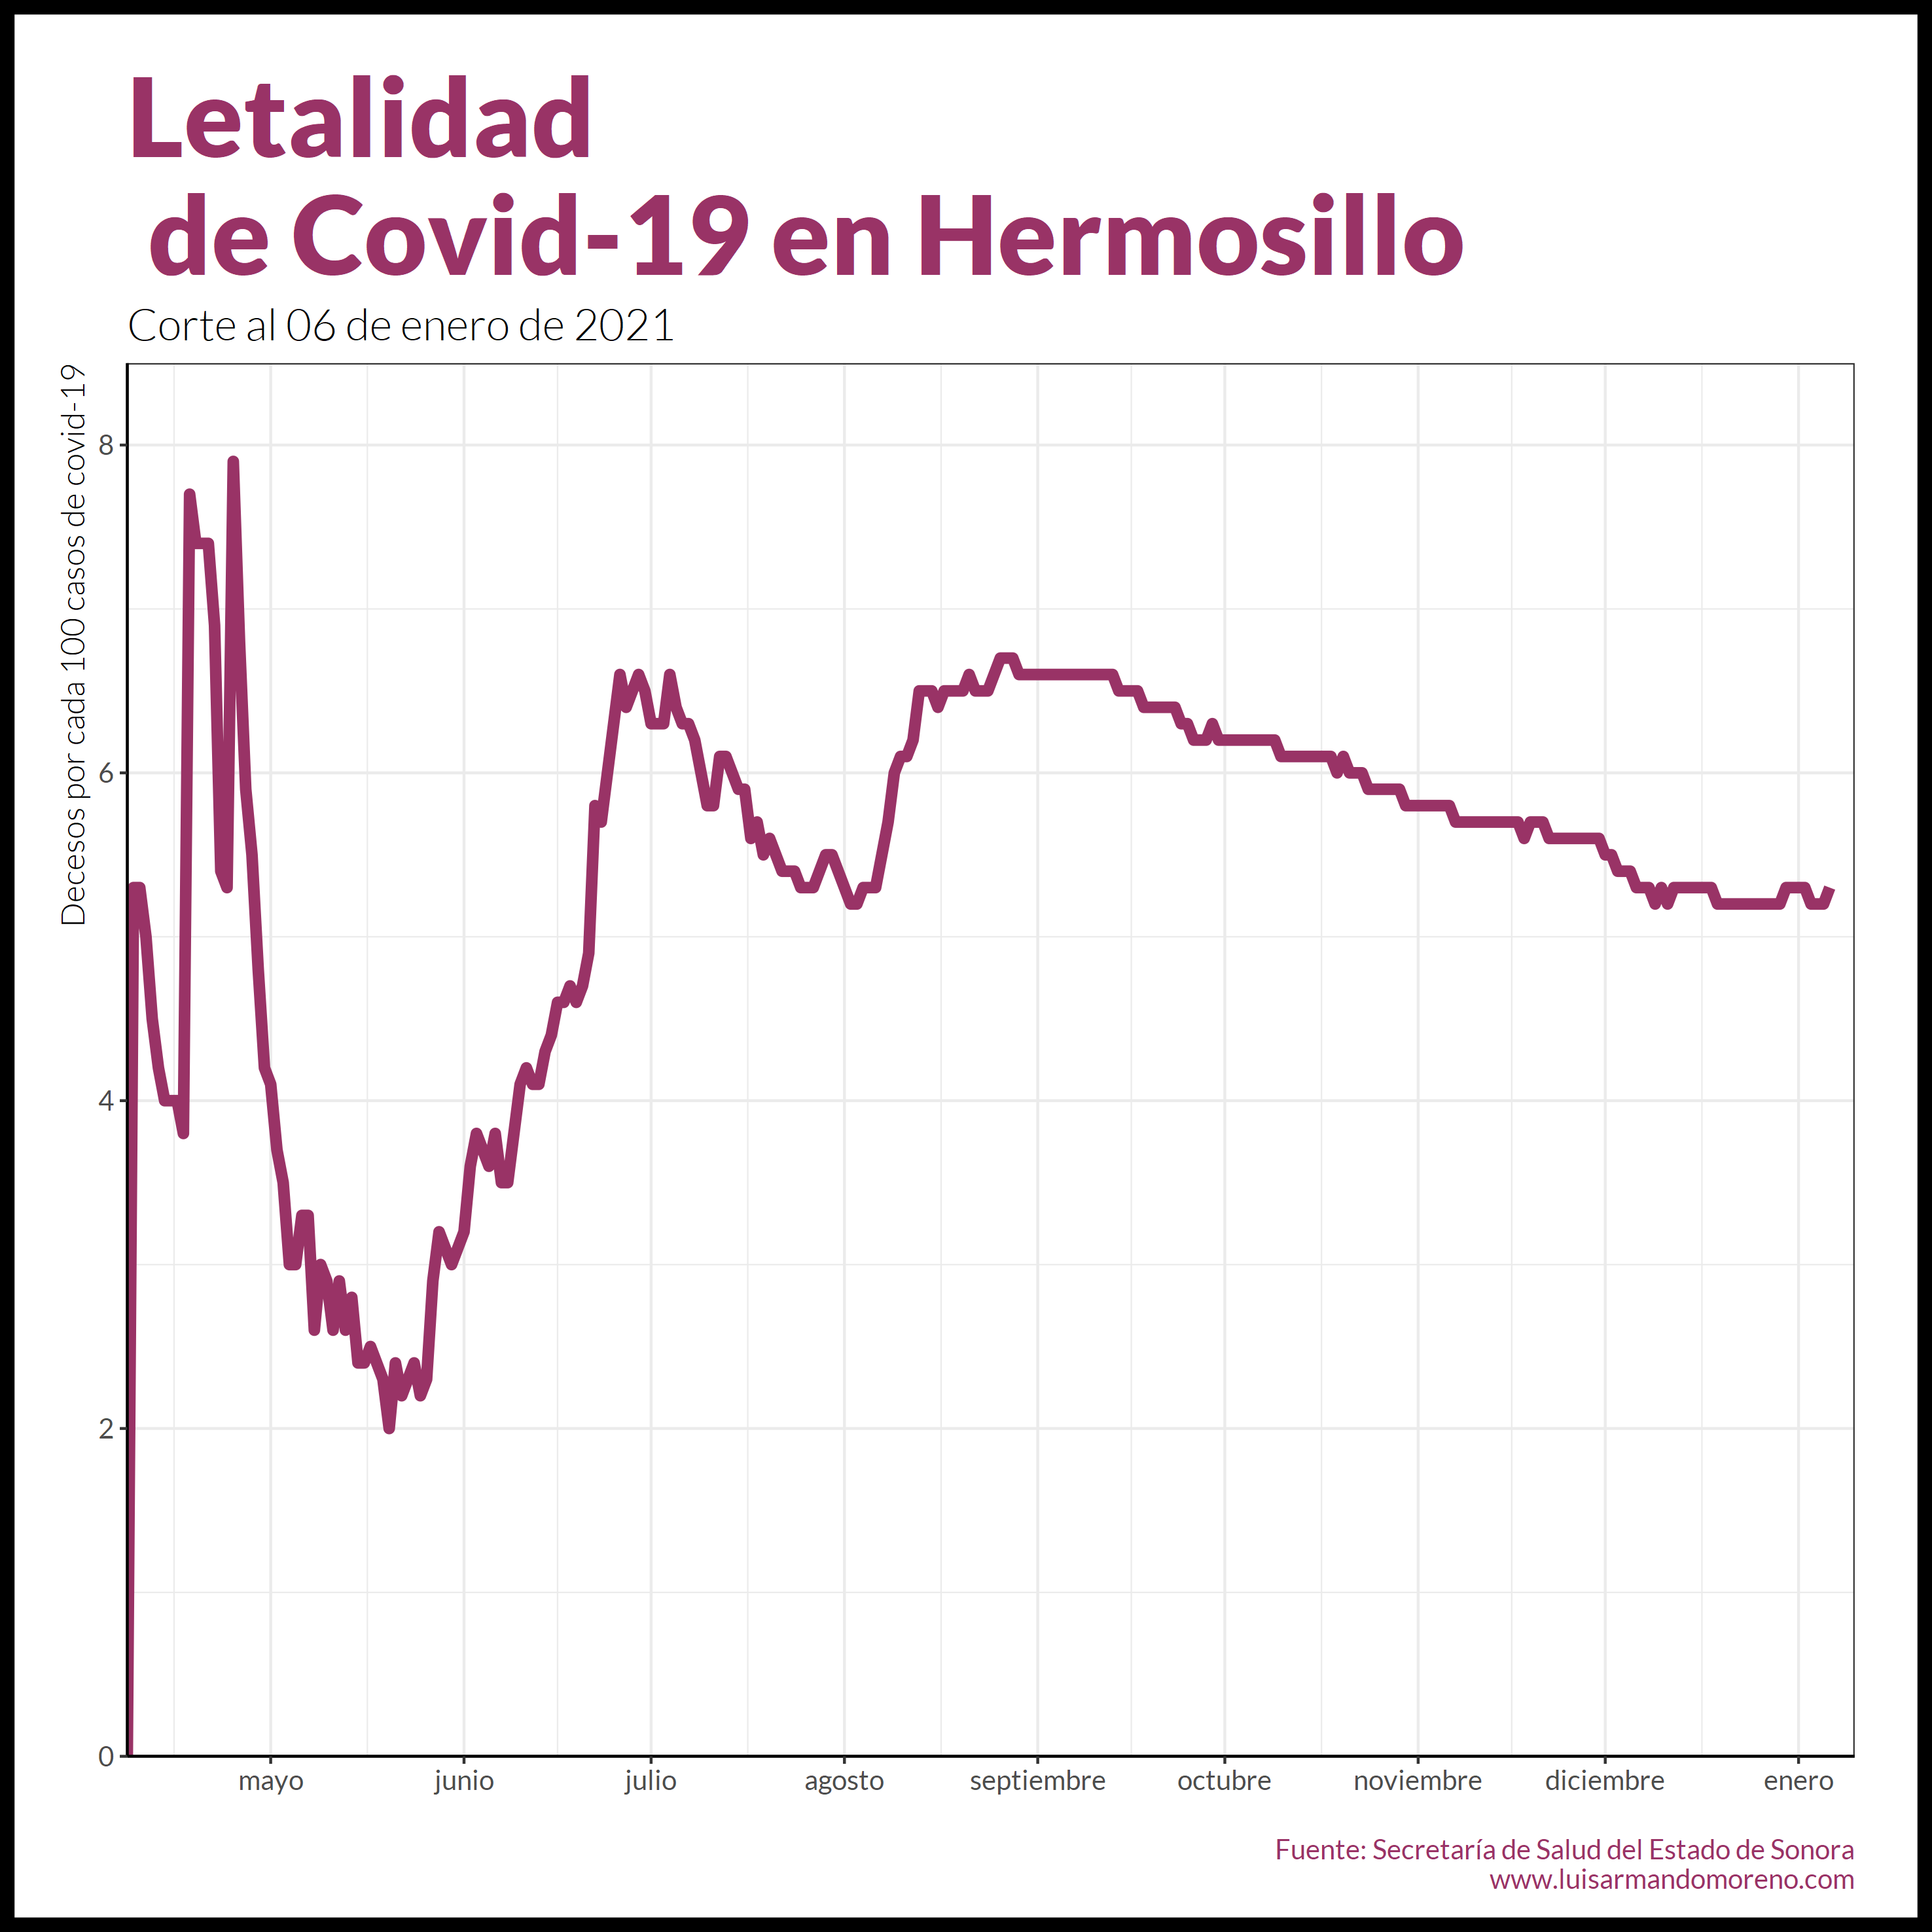 Letalidad
de Covid-19 en Hermosillo
Corte al 06 de enero de 2021
Decesos por cada 100 casos de covid-19
8
6
4
2
0
mayo junio julio agosto septiembre octubre noviembre diciembre enero
Fuente: Secretaría de Salud del Estado de Sonora
www.luisarmandomoreno.com